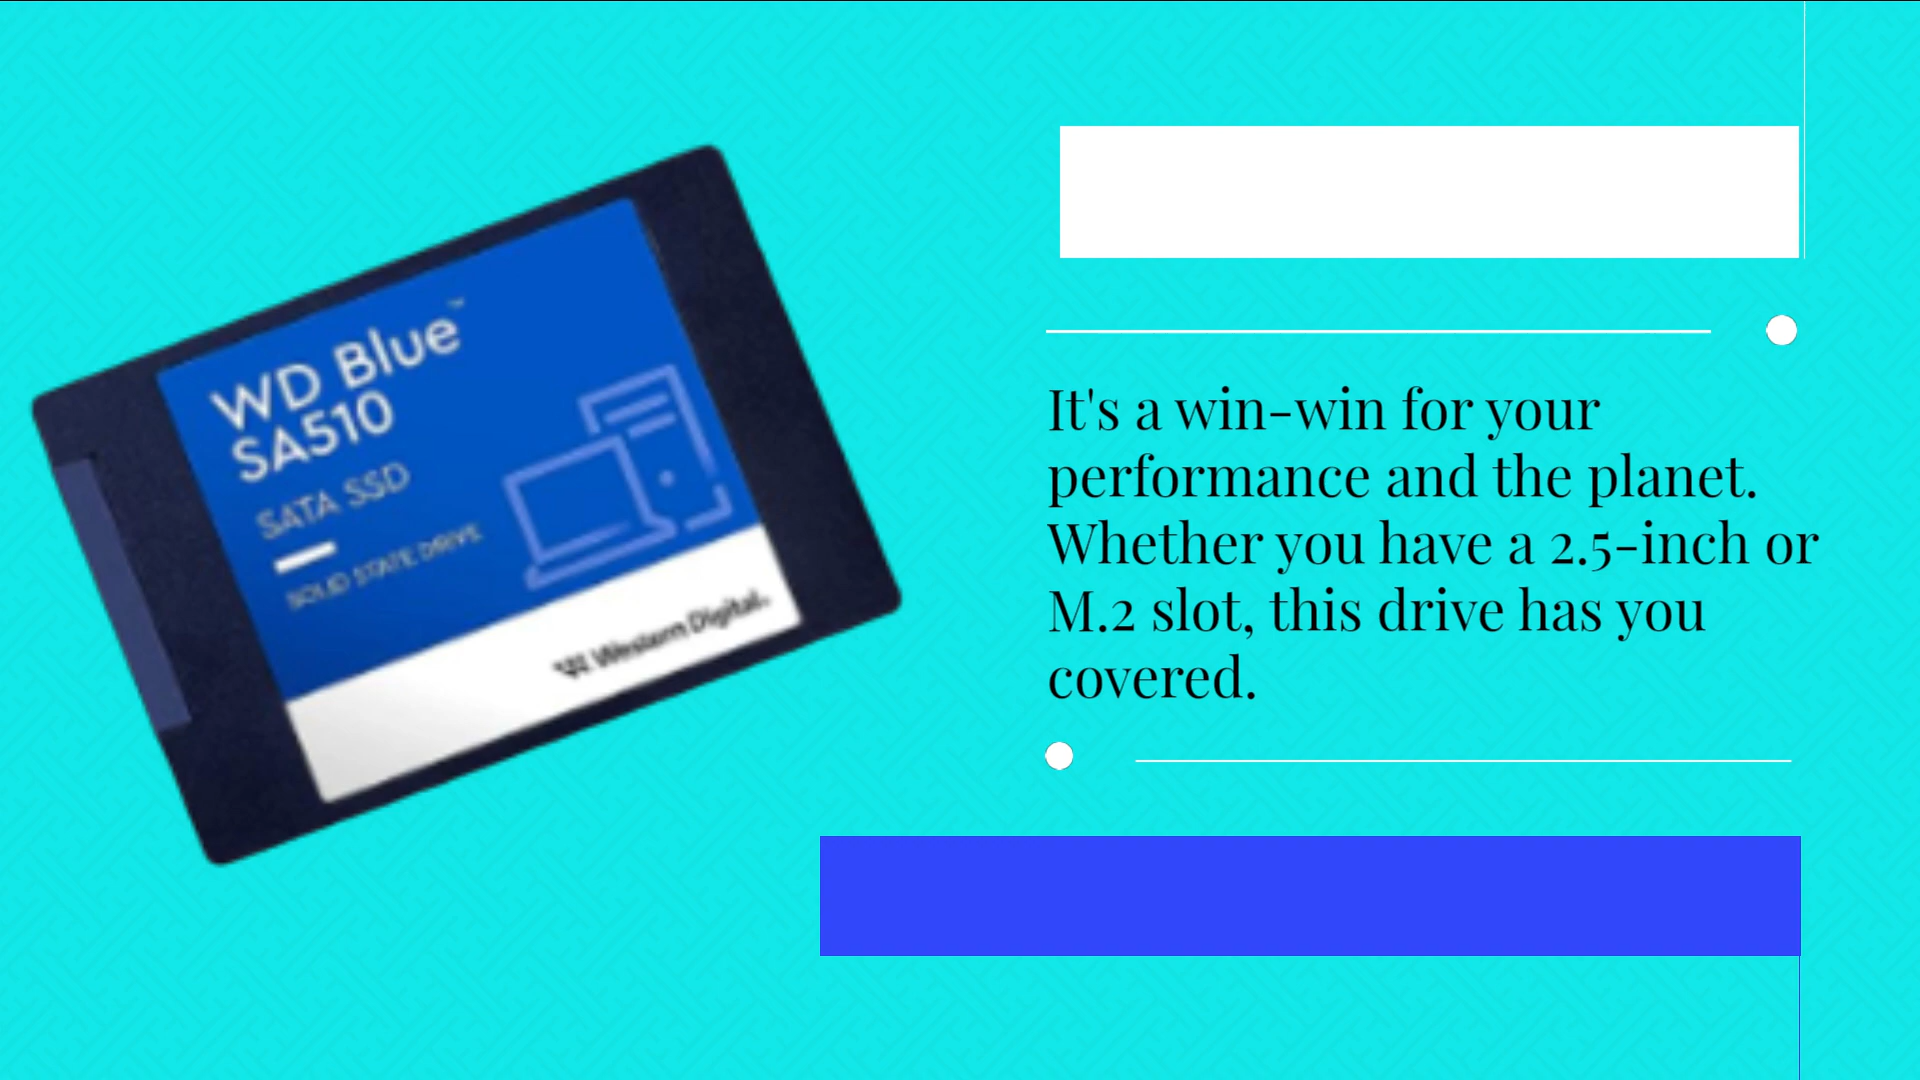 WD Blue™
SA510
SATA SSD
SOLID STATE DRIVE
Western Digital.
It's a win-win for your
performance and the planet.
Whether you have a 2.5-inch or
M.2 slot, this drive has you
covered.